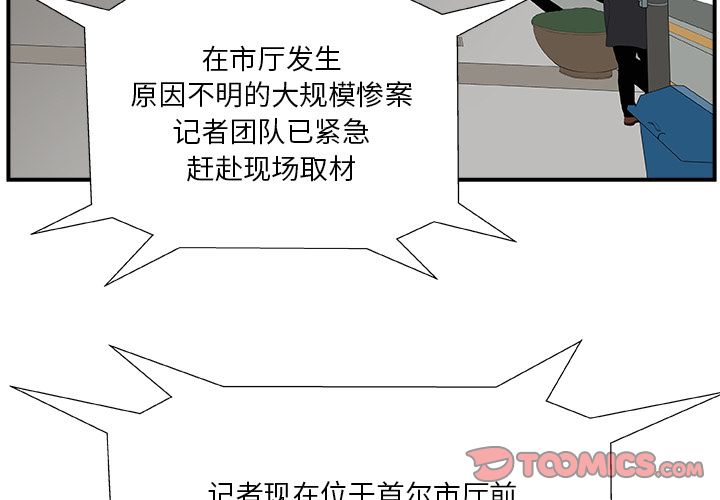 在市厅发生
原因不明的大规模惨案
记者团队已紧急
赶赴现场取材
记者现在位于首尔市厅前
TOOMICS.COM